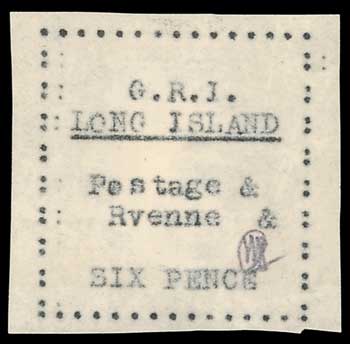 G.R.I.
LONG ISLAND
Postage &
Rvenne &
SIX PENCE